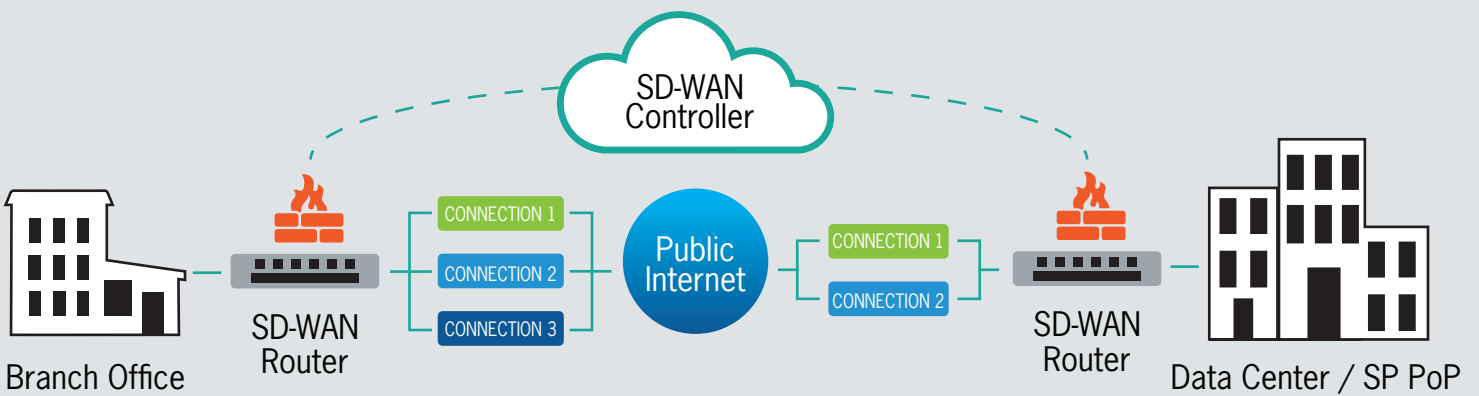 SD-WAN
Controller
CONNECTION 1
CONNECTION 2
CONNECTION 3
Public
Internet
CONNECTION 1
CONNECTION 2
SD-WAN
Router
SD-WAN
Router
Branch Office
Data Center / SP PoP